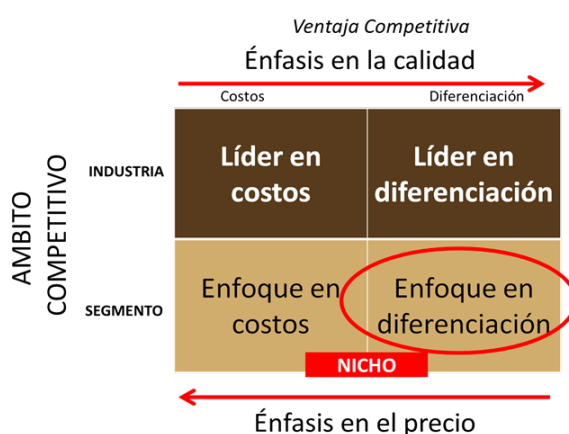 Ventaja Competitiva
Énfasis en la calidad
Costos
Diferenciación
AMBITO
COMPETITIVO
INDUSTRIA
Líder en
costos
Líder en
diferenciación
SEGMENTO
Enfoque en
costos
Enfoque en
diferenciación
NICHO
Énfasis en el precio